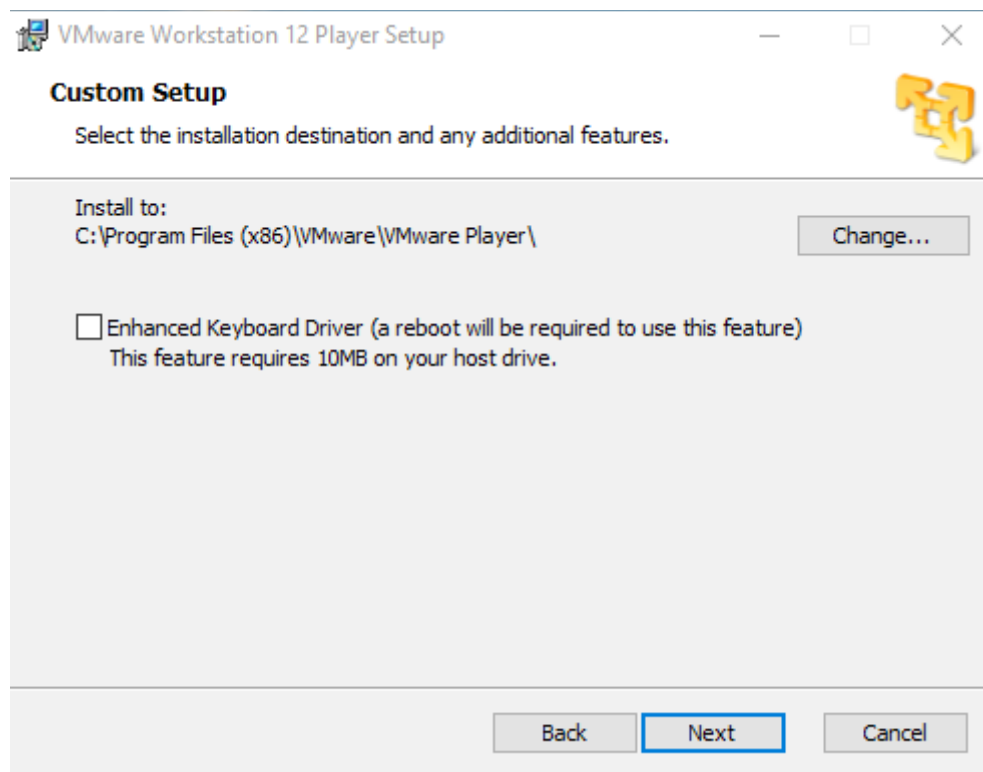 VMware Workstation 12 Player Setup
Custom Setup
Select the installation destination and any additional features.
Install to:
C:\Program Files (x86)\VMware\VMware Player\
Change...
Enhanced Keyboard Driver (a reboot will be required to use this feature)
This feature requires 10MB on your host drive.
Back Next Cancel